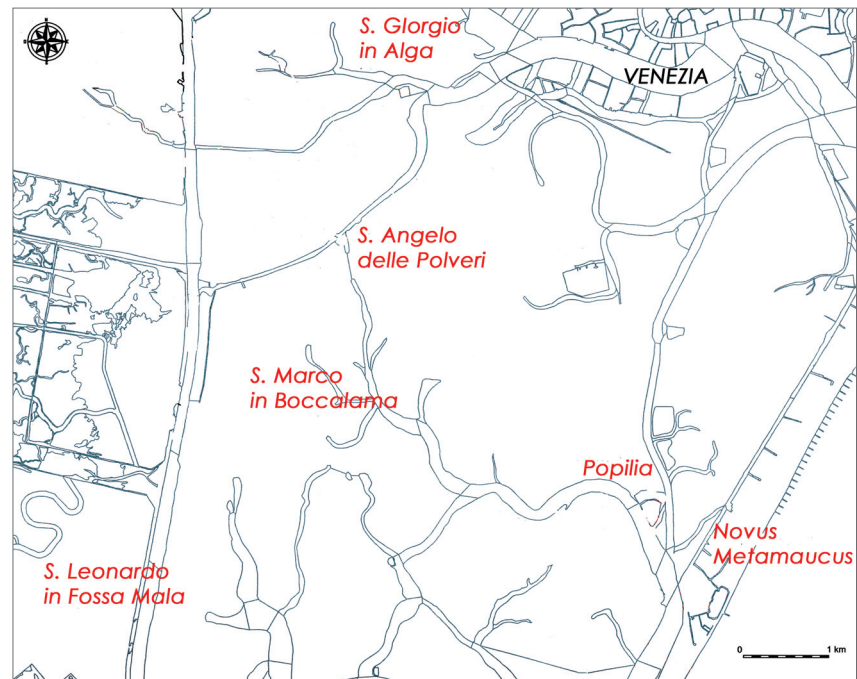 S. GIorgio
in Alga
VENEZIA
S. Angelo
delle Polveri
S. Marco
in Boccalama
Popilia
Novus
Metamaucus
S. Leonardo
in Fossa Mala
0 1 km